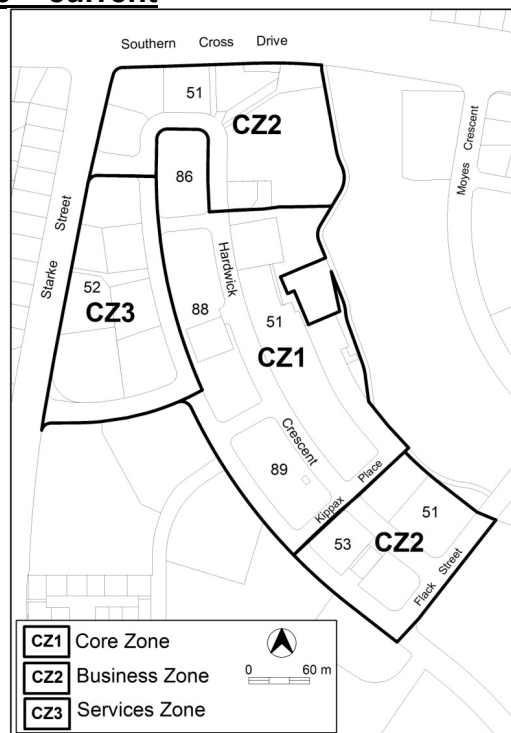 current
Southern Cross Drive
51
CZ2
Moyes Crescent
86
Starke Street
Hardwick
52
CZ3
88
51
CZ1
Crescent
89
Kippax Place
51
53
CZ2
Flack Street
CZ1 Core Zone
CZ2 Business Zone
CZ3 Services Zone
0 60 m